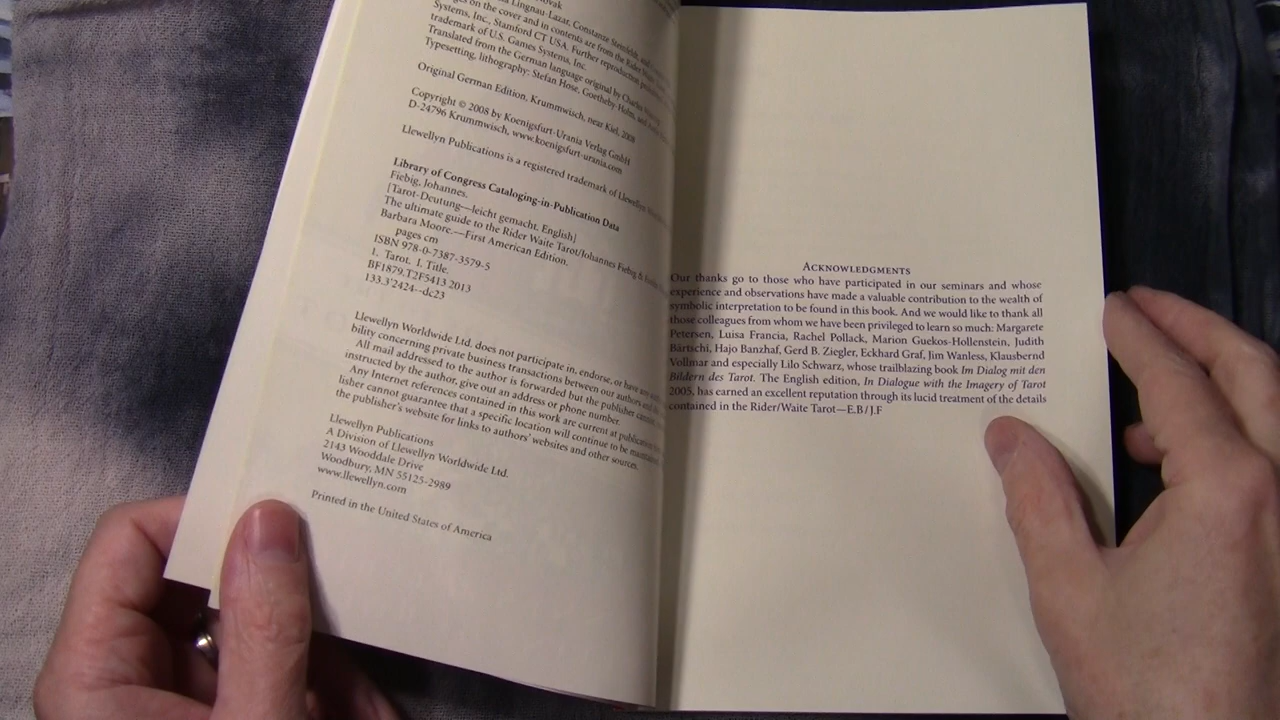 Lingnau-Lazar, Constanze
on the cover and in contents are from the Rider
Systems, Inc., Stamford CT USA. Further reproduction
trademark of U.S. Games Systems, Inc.
Translated from the German language original by
Typesetting, lithography: Stefan Hose, Goetheby-Holm, and
Original German Edition, Krummwisch, near Kiel, 2008
Copyright © 2008 by Koenigsfurt-Urania Verlag GmbH
D-24796 Krummwisch, www.koenigsfurt-urania.com
Llewellyn Publications is a registered trademark of Llewellyn
Library of Congress Cataloging-in-Publication Data
Fiebig, Johannes.
[Tarot-Deutung—leicht gemacht. English]
The ultimate guide to the Rider Waite Tarot/Johannes Fiebig &
Barbara Moore.—First American Edition.
pages cm
ISBN 978-0-7387-3579-5
1. Tarot. I. Title.
BF1879.T2F5413 2013
133.3'2424--dc23
Llewellyn Worldwide Ltd. does not participate in, endorse, or have
bility concerning private business transactions between our authors and
All mail addressed to the author is forwarded but the publisher cannot,
instructed by the author, give out an address or phone number.
Any Internet references contained in this work are current at publication
lisher cannot guarantee that a specific location will continue to be
the publisher's website for links to authors' websites and other sources.
Llewellyn Publications
A Division of Llewellyn Worldwide Ltd.
2143 Wooddale Drive
Woodbury, MN 55125-2989
www.llewellyn.com
Printed in the United States of America
Acknowledgments
Our thanks go to those who have participated in our seminars and whose
experience and observations have made a valuable contribution to the wealth of
symbolic interpretation to be found in this book. And we would like to thank all
those colleagues from whom we have been privileged to learn so much: Margarete
Petersen, Luisa Francia, Rachel Pollack, Marion Guekos-Hollenstein, Judith
Bärtschi, Hajo Banzhaf, Gerd B. Ziegler, Eckhard Graf, Jim Wanless, Klausbernd
Vollmar and especially Lilo Schwarz, whose trailblazing book Im Dialog mit den
Bildern des Tarot. The English edition, In Dialogue with the Imagery of Tarot
2005, has earned an excellent reputation through its lucid treatment of the details
contained in the Rider/Waite Tarot—E.B/J.F